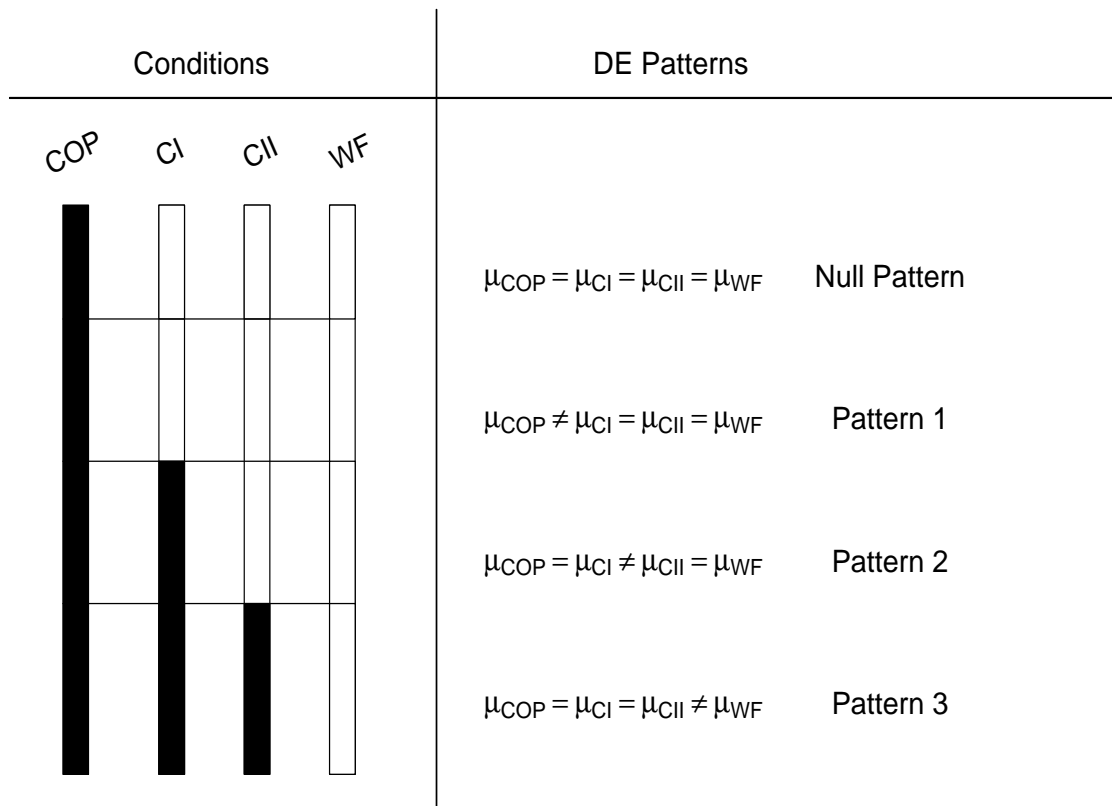 Conditions DE Patterns
COP CI CII WF
μCOP = μCI = μCII = μWF Null Pattern
μCOP ≠ μCI = μCII = μWF Pattern 1
μCOP = μCI ≠ μCII = μWF Pattern 2
μCOP = μCI = μCII ≠ μWF Pattern 3